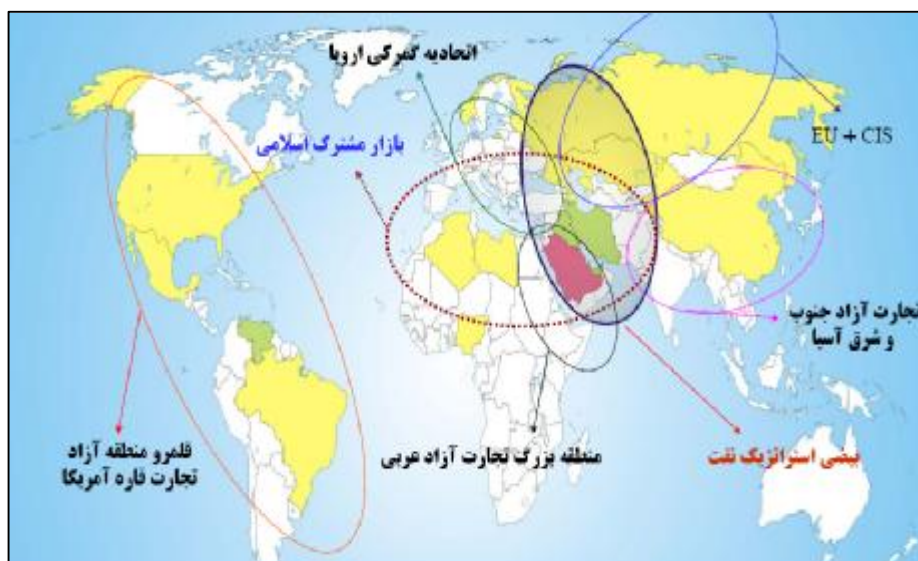 اتحادیه گمرکی اروپا
EU + CIS
بازار مشترک اسلامی
تجارت آزاد جنوب
و شرق آسیا
قلمرو منطقه آزاد
تجارت قاره آمریکا
منطقه بزرگ تجارت آزاد عربی
بیضی استراتژیک نفت